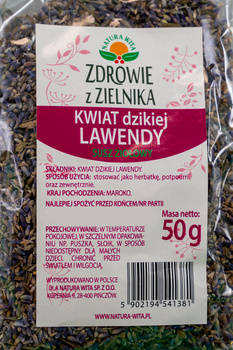 NATURA WITA
ZDROWIE
z ZIELNIKA
KWIAT dzikiej
LAWENDY
SUSZ ZIOŁOWY
SKŁADNIKI: KWIAT DZIKIEJ LAWENDY.
SPOSÓB UŻYCIA: stosować jako herbatkę, potpourri
oraz zewnętrznie.
KRAJ POCHODZENIA: MAROKO.
NAJLEPIEJ SPOŻYĆ PRZED KOŃCEM/NR PARTII
Masa netto:
50g
PRZECHOWYWANIE: W TEMPERATURZE
POKOJOWEJ, W SZCZELNYM OPAKOWA-
NIU NP. PUSZKA, SŁOIK, W SPOSÓB
NIEDOSTĘPNY DLA MAŁYCH
DZIECI. CHRONIĆ PRZED
ŚWIATŁEM I WILGOCIĄ.
WYPRODUKOWANO W POLSCE
DLA NATURA WITA SP. Z O.O.
KOPERNIA 9, 28-400 PIŃCZÓW
5 902194 541381
WWW.NATURA-WITA.PL